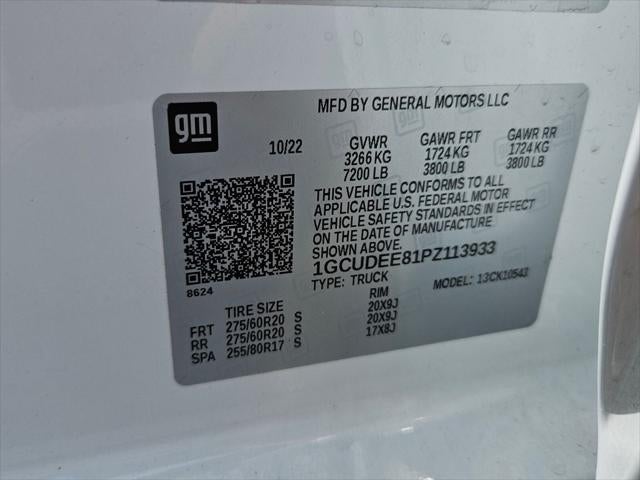 gm
MFD BY GENERAL MOTORS LLC
10/22 GVWR GAWR FRT GAWR RR
3266 KG 1724 KG 1724 KG
7200 LB 3800 LB 3800 LB
THIS VEHICLE CONFORMS TO ALL
APPLICABLE U.S. FEDERAL MOTOR
VEHICLE SAFETY STANDARDS IN EFFECT
ON THE DATE OF MANUFACTURE
SHOWN ABOVE.
1GCUDEE81PZ113933
8624
TYPE: TRUCK MODEL: 13CK10543
TIRE SIZE RIM
FRT 275/60R20 S 20X9J
RR 275/60R20 S 20X9J
SPA 255/80R17 S 17X8J